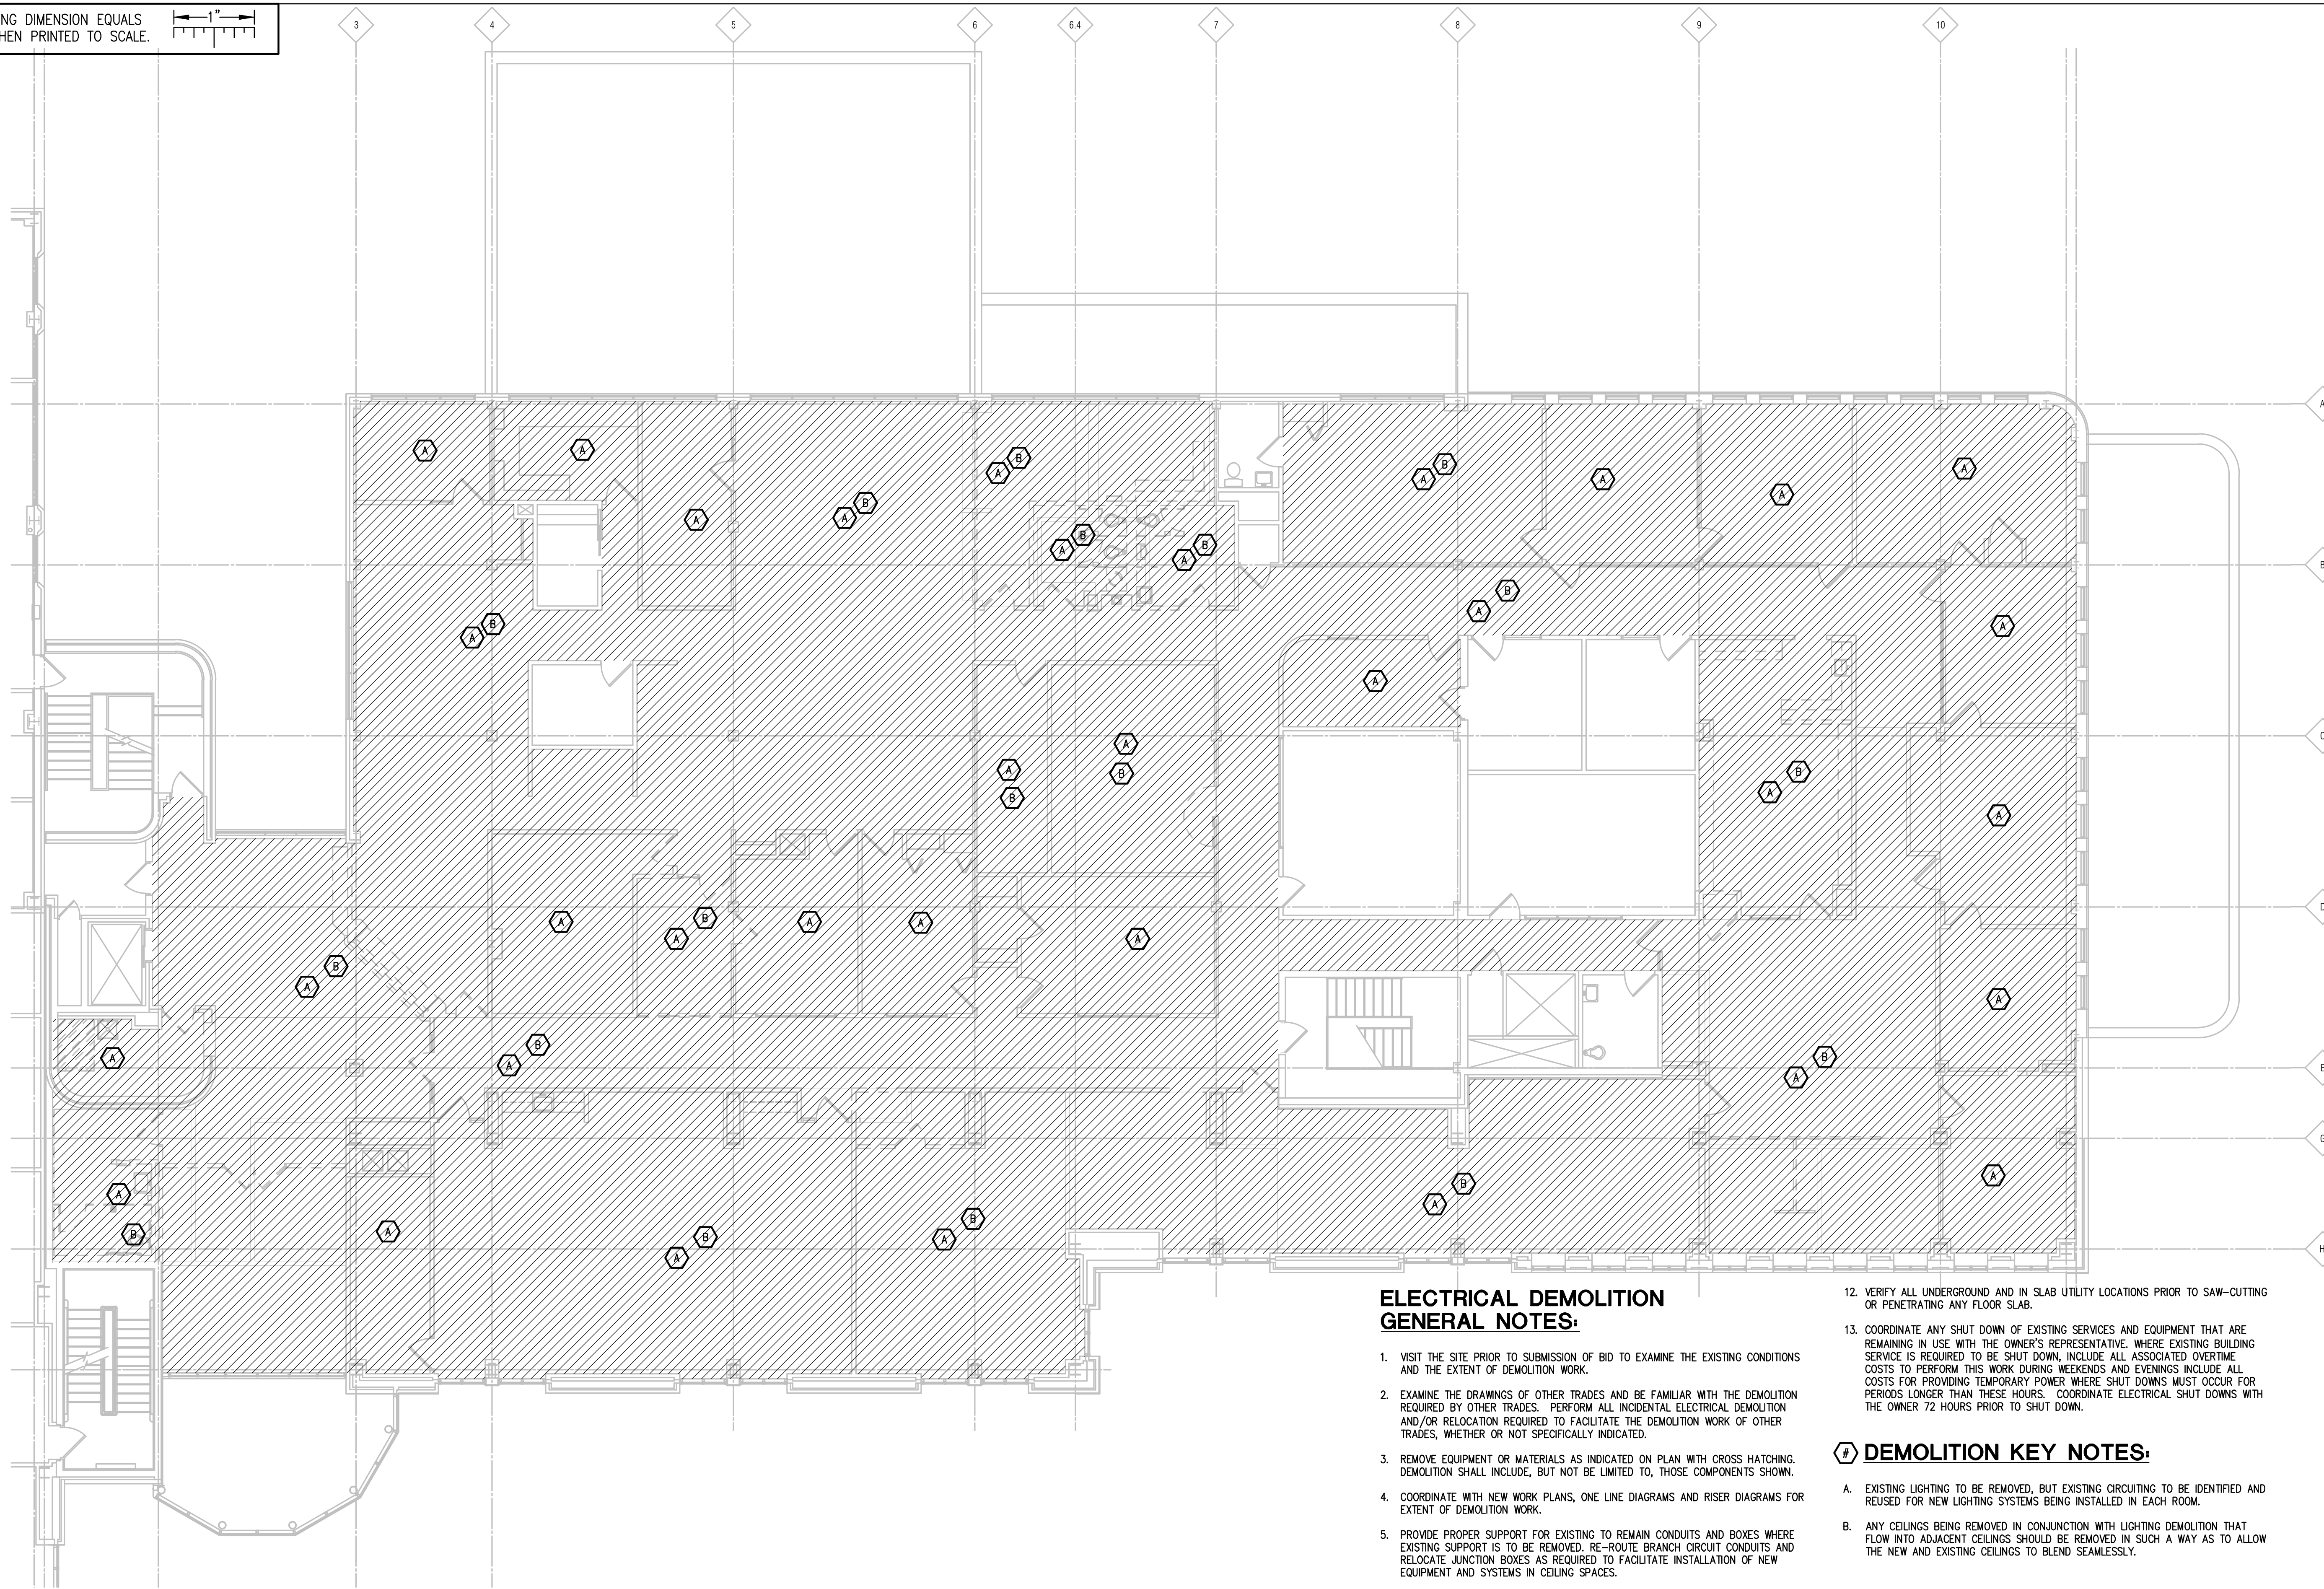 NG DIMENSION EQUALS
HEN PRINTED TO SCALE.
1"
3
4
5
6
6.4
7
8
9
10
A
B
C
D
E
G
H
A
A
A
A B
A B
A B
A B
A B
A
A
A
A B
A B
A
A
A
B
A
B
A B
A
A
A B
A
A
A
A
A B
A B
A
A B
A
B
A
A B
A B
A B
A
ELECTRICAL DEMOLITION
GENERAL NOTES:
1. VISIT THE SITE PRIOR TO SUBMISSION OF BID TO EXAMINE THE EXISTING CONDITIONS
AND THE EXTENT OF DEMOLITION WORK.
2. EXAMINE THE DRAWINGS OF OTHER TRADES AND BE FAMILIAR WITH THE DEMOLITION
REQUIRED BY OTHER TRADES. PERFORM ALL INCIDENTAL ELECTRICAL DEMOLITION
AND/OR RELOCATION REQUIRED TO FACILITATE THE DEMOLITION WORK OF OTHER
TRADES, WHETHER OR NOT SPECIFICALLY INDICATED.
3. REMOVE EQUIPMENT OR MATERIALS AS INDICATED ON PLAN WITH CROSS HATCHING.
DEMOLITION SHALL INCLUDE, BUT NOT BE LIMITED TO, THOSE COMPONENTS SHOWN.
4. COORDINATE WITH NEW WORK PLANS, ONE LINE DIAGRAMS AND RISER DIAGRAMS FOR
EXTENT OF DEMOLITION WORK.
5. PROVIDE PROPER SUPPORT FOR EXISTING TO REMAIN CONDUITS AND BOXES WHERE
EXISTING SUPPORT IS TO BE REMOVED. RE-ROUTE BRANCH CIRCUIT CONDUITS AND
RELOCATE JUNCTION BOXES AS REQUIRED TO FACILITATE INSTALLATION OF NEW
EQUIPMENT AND SYSTEMS IN CEILING SPACES.
12. VERIFY ALL UNDERGROUND AND IN SLAB UTILITY LOCATIONS PRIOR TO SAW-CUTTING
OR PENETRATING ANY FLOOR SLAB.
13. COORDINATE ANY SHUT DOWN OF EXISTING SERVICES AND EQUIPMENT THAT ARE
REMAINING IN USE WITH THE OWNER'S REPRESENTATIVE. WHERE EXISTING BUILDING
SERVICE IS REQUIRED TO BE SHUT DOWN, INCLUDE ALL ASSOCIATED OVERTIME
COSTS TO PERFORM THIS WORK DURING WEEKENDS AND EVENINGS INCLUDE ALL
COSTS FOR PROVIDING TEMPORARY POWER WHERE SHUT DOWNS MUST OCCUR FOR
PERIODS LONGER THAN THESE HOURS. COORDINATE ELECTRICAL SHUT DOWNS WITH
THE OWNER 72 HOURS PRIOR TO SHUT DOWN.
# DEMOLITION KEY NOTES:
A. EXISTING LIGHTING TO BE REMOVED, BUT EXISTING CIRCUITING TO BE IDENTIFIED AND
REUSED FOR NEW LIGHTING SYSTEMS BEING INSTALLED IN EACH ROOM.
B. ANY CEILINGS BEING REMOVED IN CONJUNCTION WITH LIGHTING DEMOLITION THAT
FLOW INTO ADJACENT CEILINGS SHOULD BE REMOVED IN SUCH A WAY AS TO ALLOW
THE NEW AND EXISTING CEILINGS TO BLEND SEAMLESSLY.